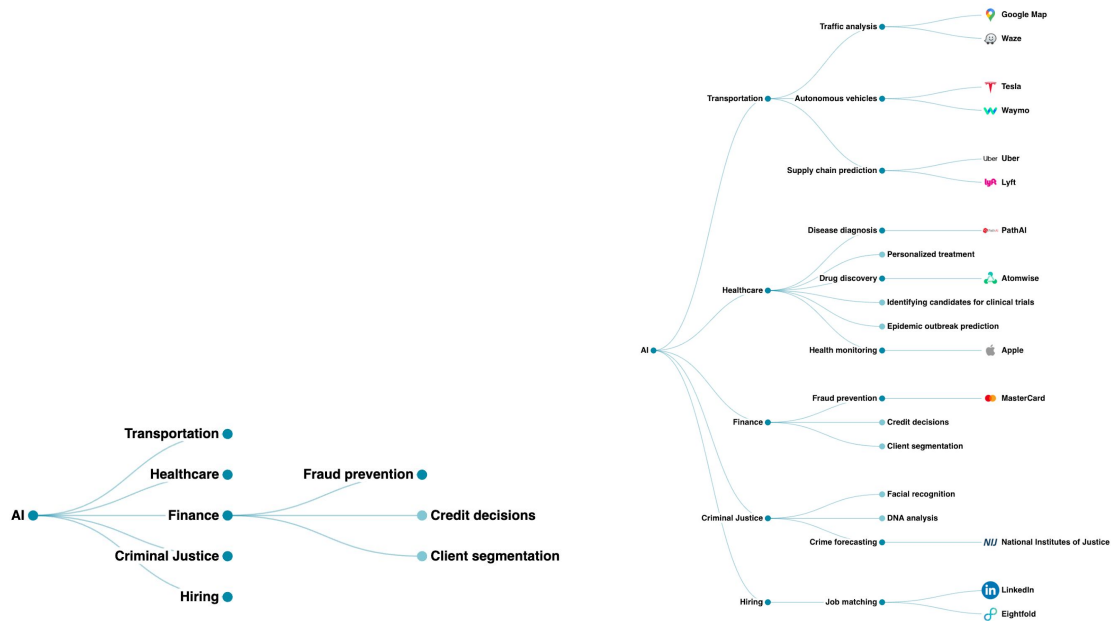 AI
Transportation
Healthcare
Finance
Criminal Justice
Hiring
Fraud prevention
Credit decisions
Client segmentation
AI
Transportation
Traffic analysis
Google Map
Waze
Autonomous vehicles
Tesla
Waymo
Supply chain prediction
Uber Uber
lyft Lyft
Healthcare
Disease diagnosis
PathAI
Personalized treatment
Drug discovery
Atomwise
Identifying candidates for clinical trials
Epidemic outbreak prediction
Health monitoring
Apple
Finance
Fraud prevention
MasterCard
Credit decisions
Client segmentation
Criminal Justice
Facial recognition
DNA analysis
Crime forecasting
NIJ National Institutes of Justice
Hiring
Job matching
in LinkedIn
Eightfold